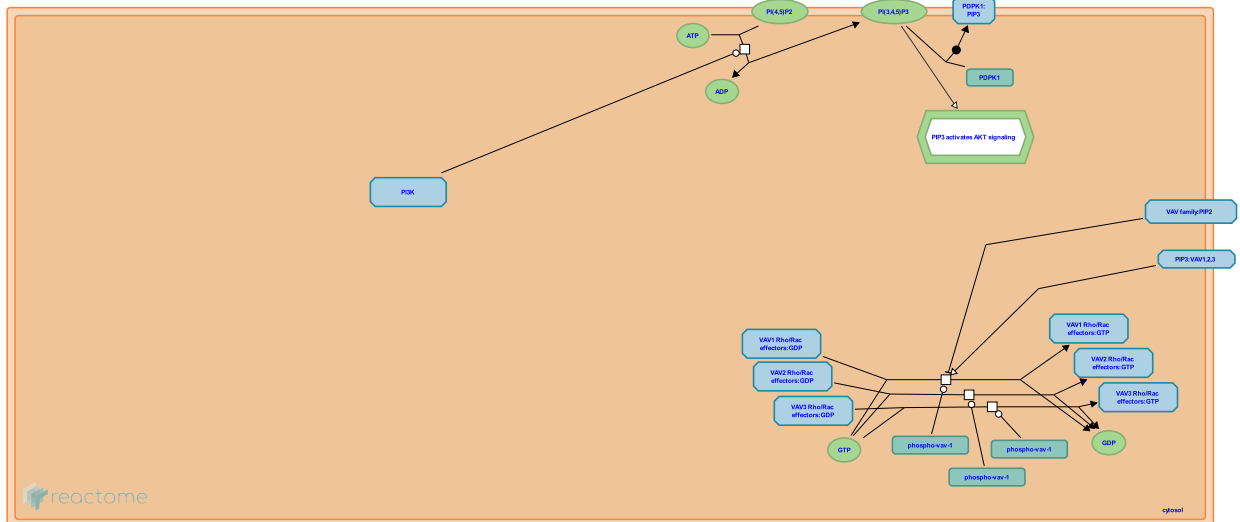 PI(4,5)P2
PI(3,4,5)P3
PDPK1:
PIP3
ATP
PDPK1
ADP
PIP3 activates AKT signaling
PI3K
VAV family:PIP2
PIP3:VAV1,2,3
VAV1 Rho/Rac
effectors:GTP
VAV1 Rho/Rac
effectors:GDP
VAV2 Rho/Rac
effectors:GTP
VAV2 Rho/Rac
effectors:GDP
VAV3 Rho/Rac
effectors:GTP
VAV3 Rho/Rac
effectors:GDP
GTP
phospho-vav-1
phospho-vav-1
GDP
phospho-vav-1
reactome
cytosol